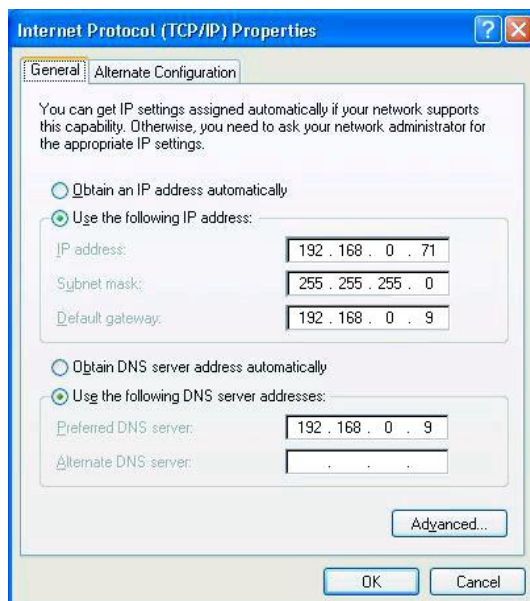 Internet Protocol (TCP/IP) Properties
General
Alternate Configuration
You can get IP settings assigned automatically if your network supports
this capability. Otherwise, you need to ask your network administrator for
the appropriate IP settings.
Obtain an IP address automatically
Use the following IP address:
IP address: 192 . 168 . 0 . 71
Subnet mask: 255 . 255 . 255 . 0
Default gateway: 192 . 168 . 0 . 9
Obtain DNS server address automatically
Use the following DNS server addresses:
Preferred DNS server: 192 . 168 . 0 . 9
Alternate DNS server: . . .
Advanced...
OK
Cancel